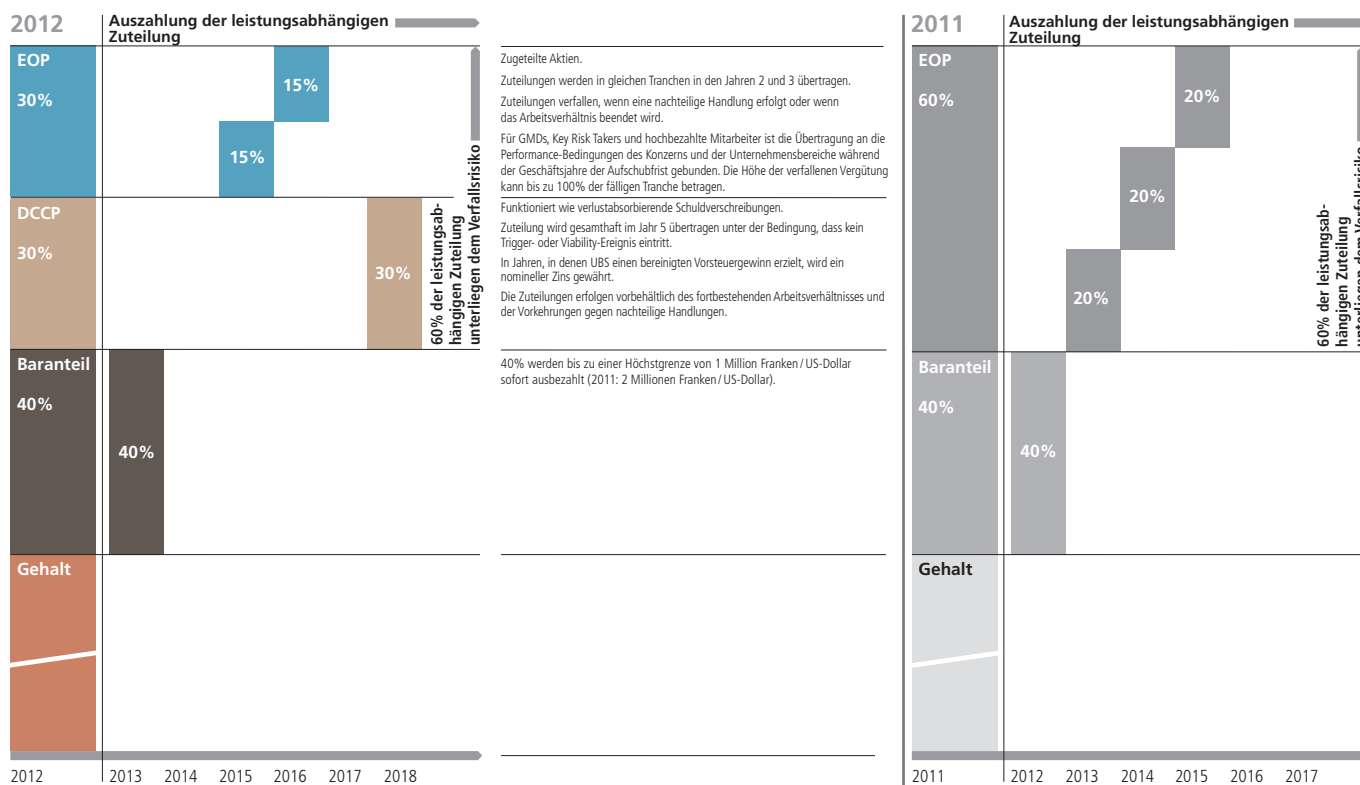 2012
Auszahlung der leistungsabhängigen
Zuteilung
EOP
30%
15%
15%
DCCP
30%
30%
60% der leistungsab-
hängigen Zuteilung
unterliegen dem Verfallsrisiko
Baranteil
40%
40%
Gehalt
2012 2013 2014 2015 2016 2017 2018
Zugeteilte Aktien.
Zuteilungen werden in gleichen Tranchen in den Jahren 2 und 3 übertragen.
Zuteilungen verfallen, wenn eine nachteilige Handlung erfolgt oder wenn
das Arbeitsverhältnis beendet wird.
Für GMDs, Key Risk Takers und hochbezahlte Mitarbeiter ist die Übertragung an die
Performance-Bedingungen des Konzerns und der Unternehmensbereiche während
der Geschäftsjahre der Aufschubfrist gebunden. Die Höhe der verfallenen Vergütung
kann bis zu 100% der fälligen Tranche betragen.
Funktioniert wie verlustabsorbierende Schuldverschreibungen.
Zuteilung wird gesamthaft im Jahr 5 übertragen unter der Bedingung, dass kein
Trigger- oder Viability-Ereignis eintritt.
In Jahren, in denen UBS einen bereinigten Vorsteuergewinn erzielt, wird ein
nomineller Zins gewährt.
Die Zuteilungen erfolgen vorbehältlich des fortbestehenden Arbeitsverhältnisses und
der Vorkehrungen gegen nachteilige Handlungen.
40% werden bis zu einer Höchstgrenze von 1 Million Franken / US-Dollar
sofort ausbezahlt (2011: 2 Millionen Franken / US-Dollar).
2011
Auszahlung der leistungsabhängigen
Zuteilung
EOP
60%
20%
20%
20%
60% der leistungsab-
hängigen Zuteilung
unterliegen dem Verfallsrisiko
Baranteil
40%
40%
Gehalt
2011 2012 2013 2014 2015 2016 2017